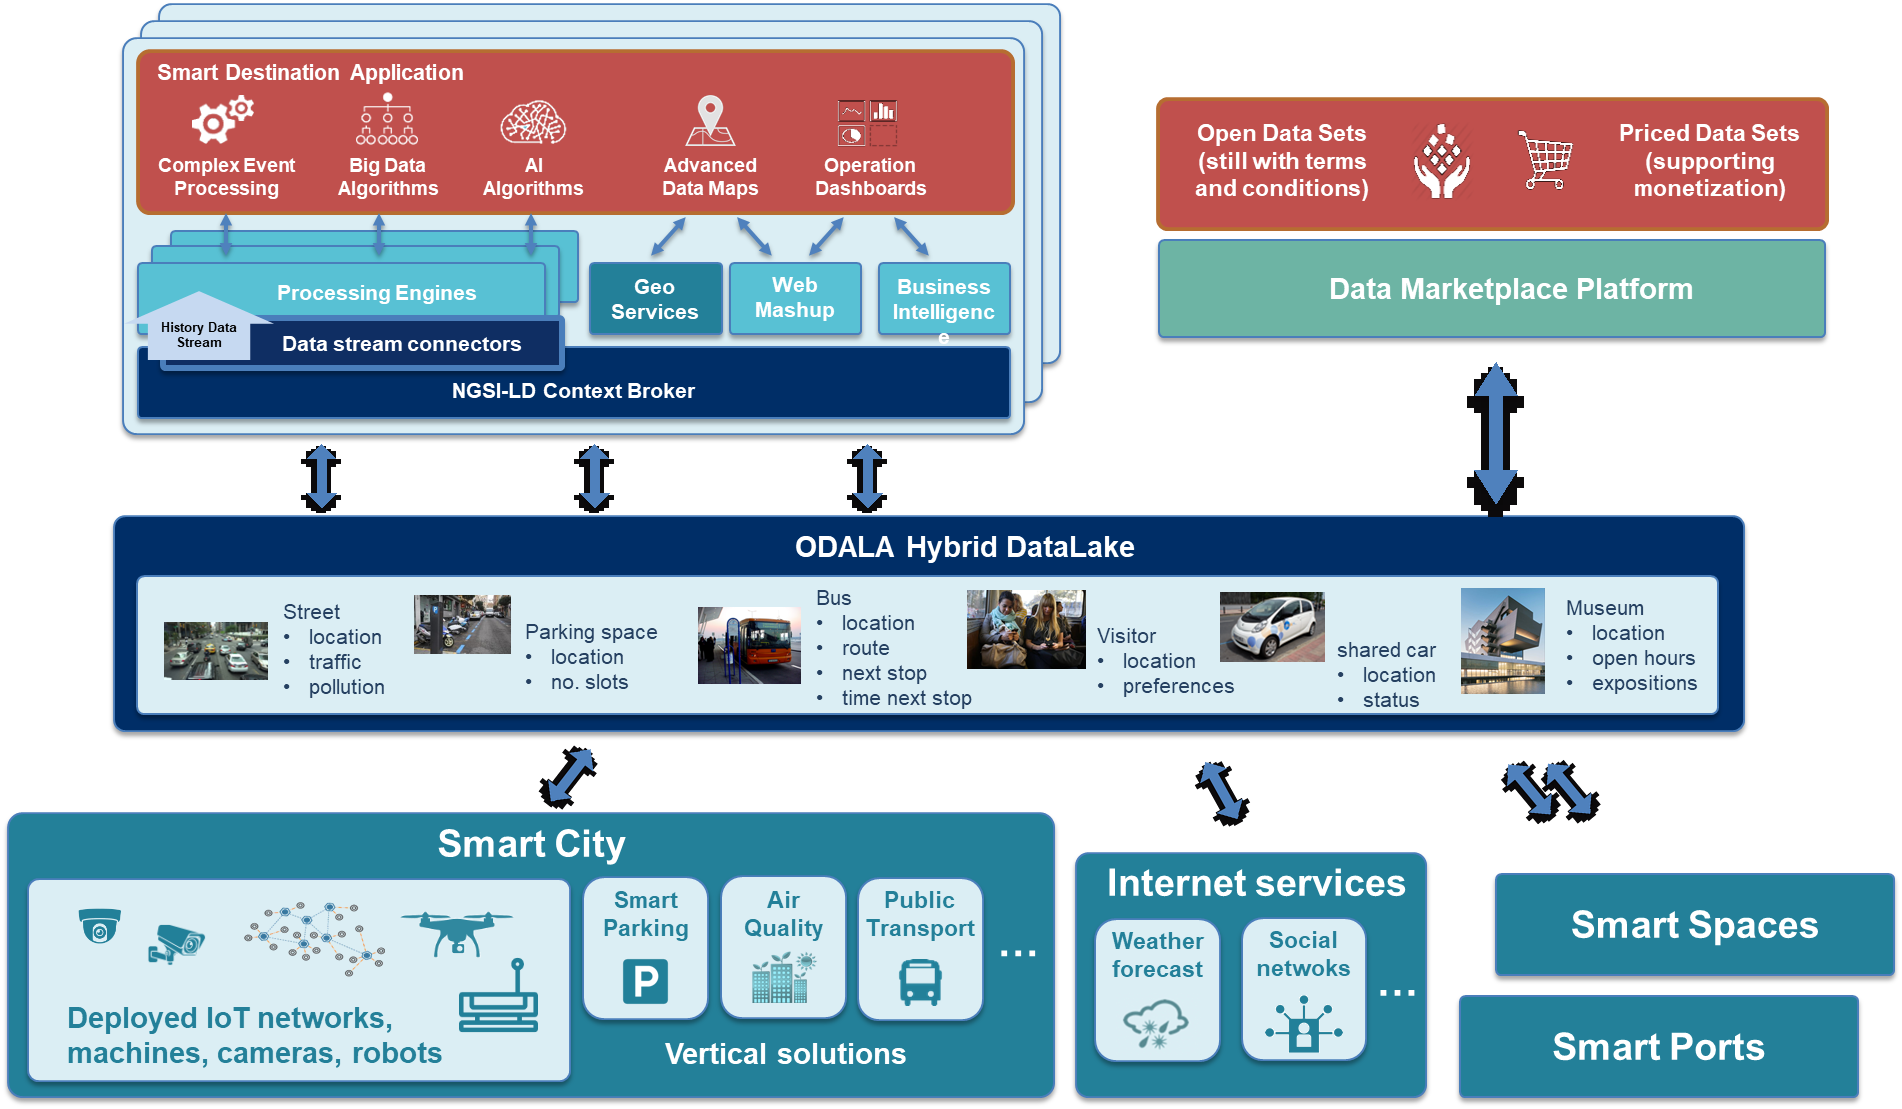 Smart Destination Application
Complex Event
Processing
Big Data
Algorithms
AI
Algorithms
Advanced
Data Maps
Operation
Dashboards
Processing Engines
History Data
Stream
Data stream connectors
Geo
Services
Web
Mashup
Business
Intelligenc
e
NGSI-LD Context Broker
Open Data Sets
(still with terms
and conditions)
Priced Data Sets
(supporting
monetization)
Data Marketplace Platform
ODALA Hybrid DataLake
Street
• location
• traffic
• pollution
Parking space
• location
• no. slots
Bus
• location
• route
• next stop
• time next stop
Visitor
• location
• preferences
shared car
• location
• status
Museum
• location
• open hours
• expositions
Smart City
Deployed IoT networks,
machines, cameras, robots
Smart
Parking
P
Air
Quality
Public
Transport
...
Vertical solutions
Internet services
Weather
forecast
Social
netwoks
...
Smart Spaces
Smart Ports